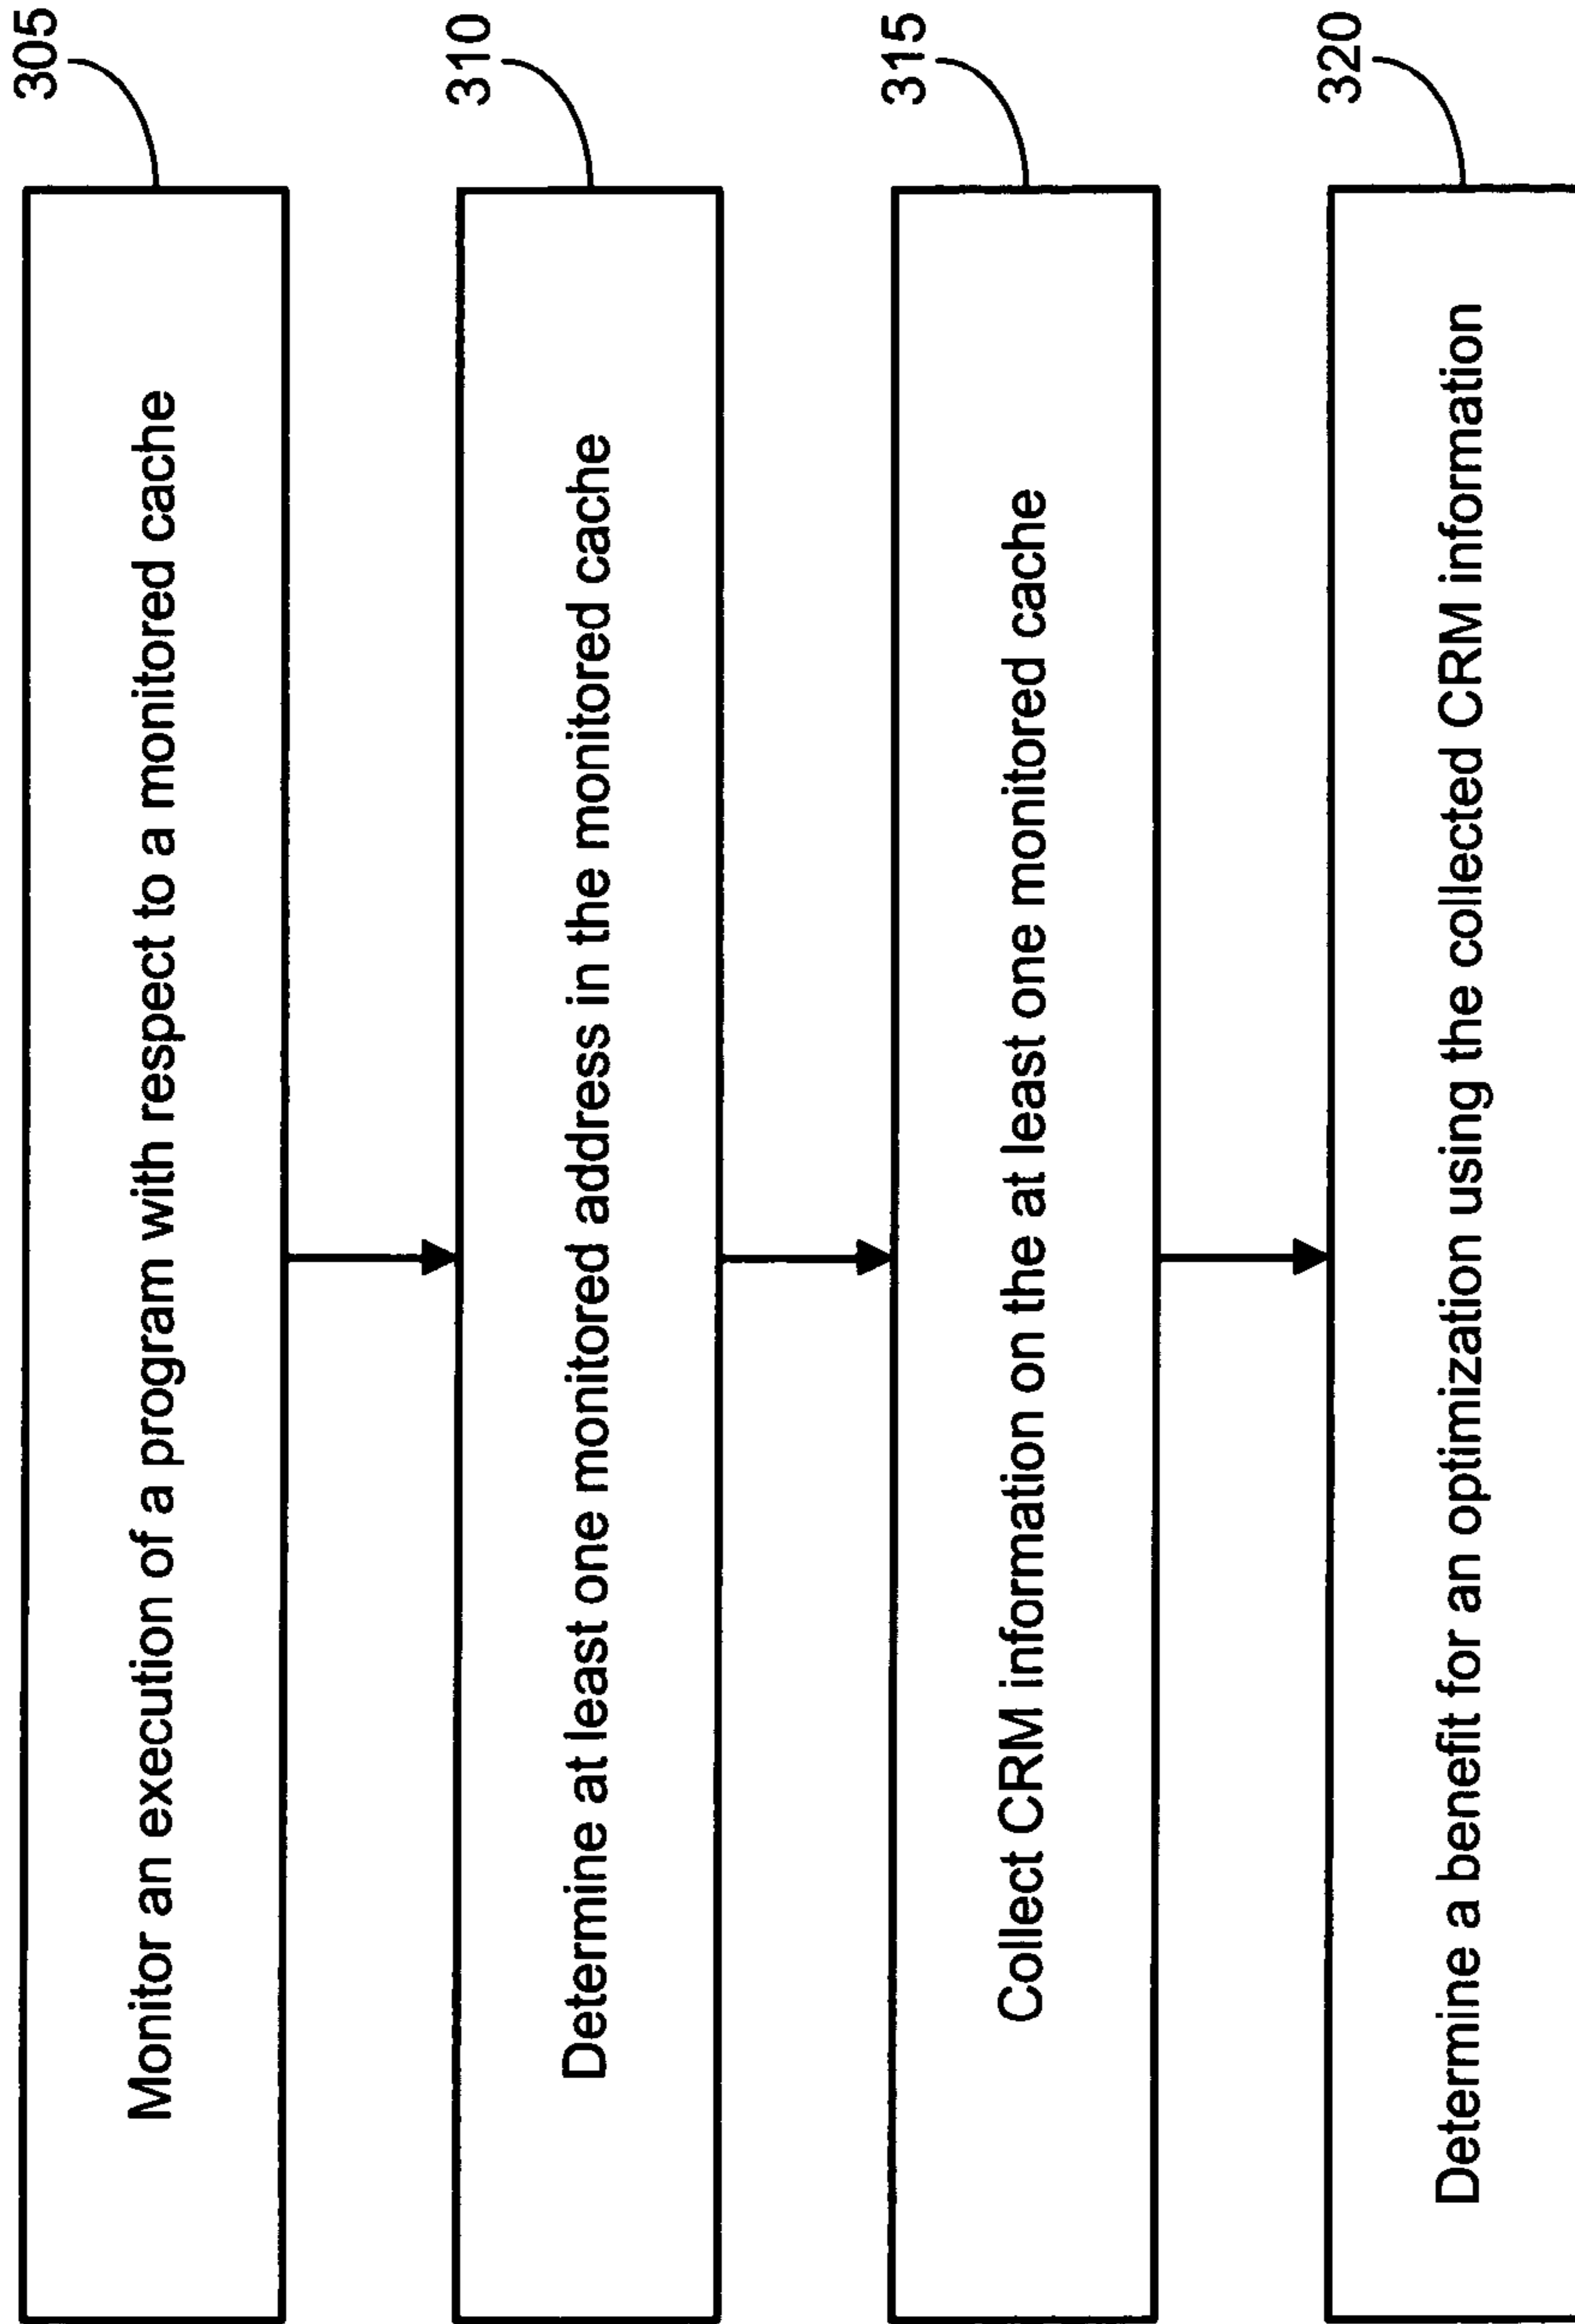 305
Monitor an execution of a program with respect to a monitored cache
310
Determine at least one monitored address in the monitored cache
315
Collect CRM information on the at least one monitored cache
320
Determine a benefit for an optimization using the collected CRM information